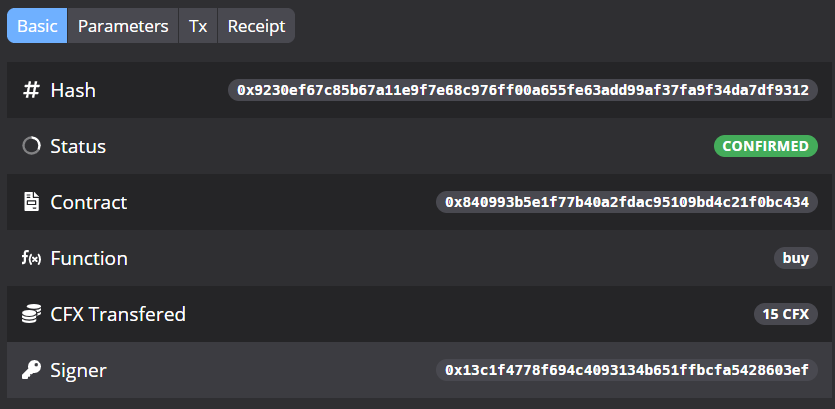 Basic Parameters Tx Receipt
Hash 0x9230ef67c85b67a11e9f7e68c976ff00a655fe63add99af37fa9f34da7df9312
Status CONFIRMED
Contract 0x840993b5e1f77b40a2fdac95109bd4c21f0bc434
Function buy
CFX Transfered 15 CFX
Signer 0x13c1f4778f694c4093134b651ffbcfa5428603ef